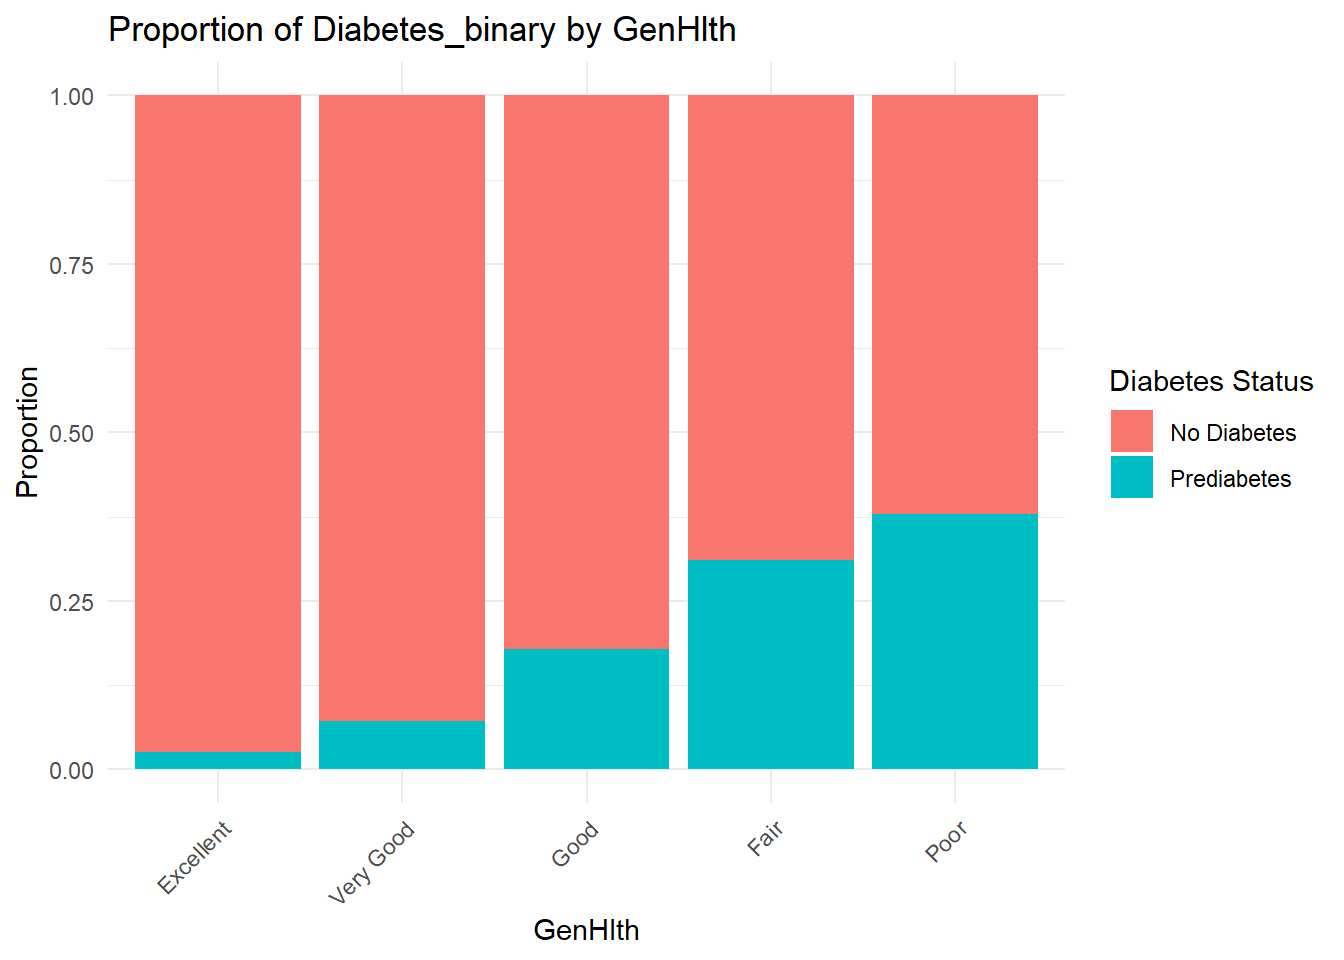 Proportion of Diabetes_binary by GenHlth
1.00
0.75
0.50
0.25
0.00
Proportion
Excellent
Very Good
Good
Fair
Poor
GenHlth
Diabetes Status
No Diabetes
Prediabetes